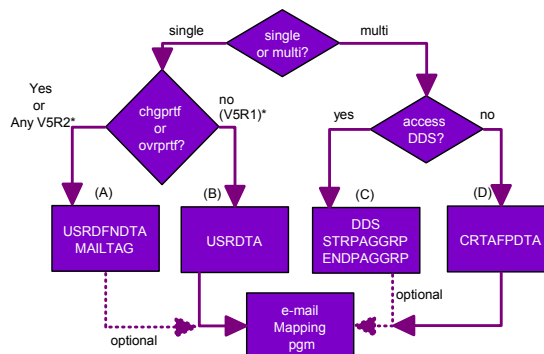 single
or multi?
single
multi
Yes
or
Any V5R2*
chgprtf
or
ovrprtf?
no
(V5R1)*
yes
access
DDS?
no
(A)
(B)
(C)
(D)
USRDFNDTA
MAILTAG
USRDTA
DDS
STRPAGGRP
ENDPAGGRP
CRTAFPDTA
optional
optional
e-mail
Mapping
pgm